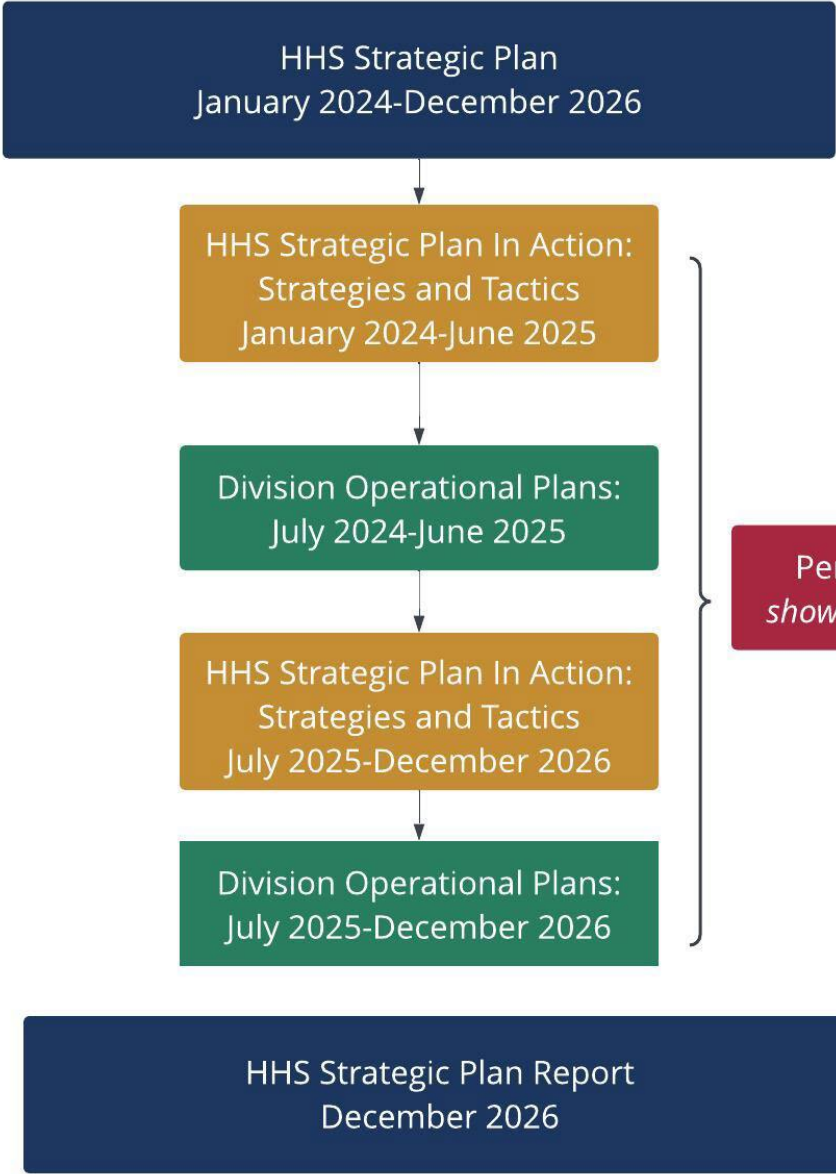 HHS Strategic Plan
January 2024-December 2026
HHS Strategic Plan In Action:
Strategies and Tactics
January 2024-June 2025
Division Operational Plans:
July 2024-June 2025
Per
show
HHS Strategic Plan In Action:
Strategies and Tactics
July 2025-December 2026
Division Operational Plans:
July 2025-December 2026
HHS Strategic Plan Report
December 2026